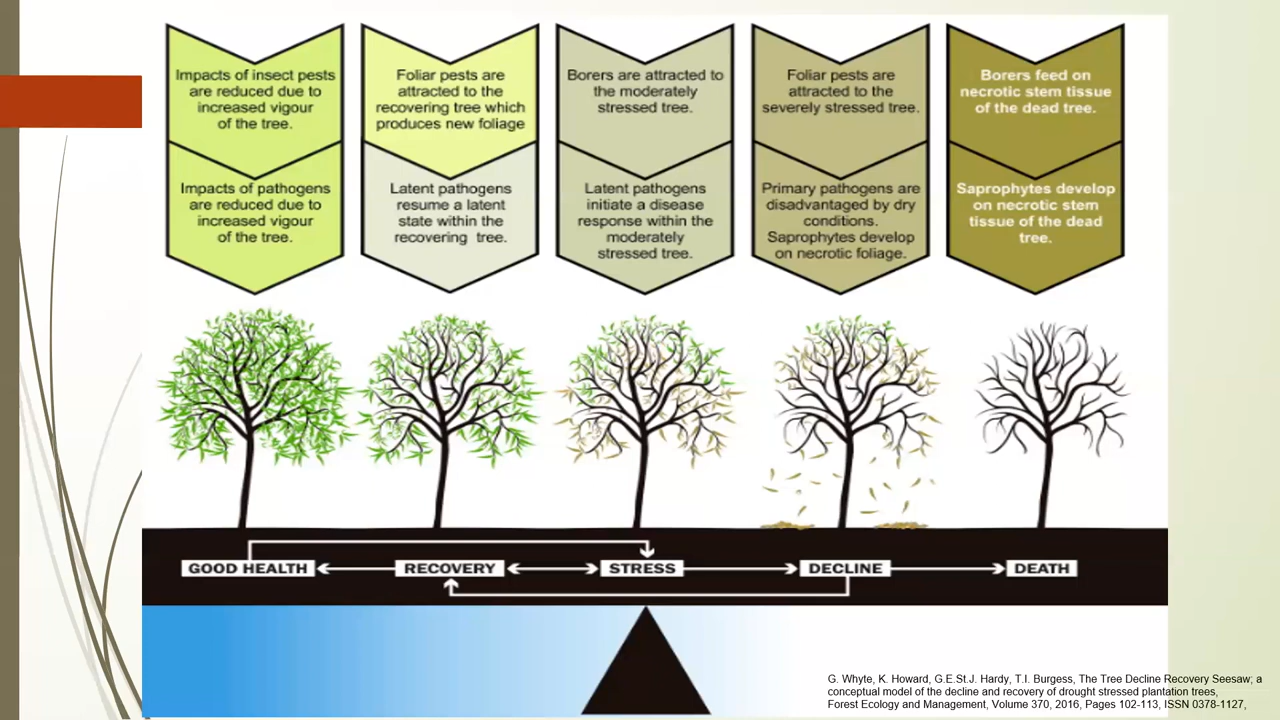 Impacts of insect pests
are reduced due to
increased vigour
of the tree.
Impacts of pathogens
are reduced due to
increased vigour
of the tree.
Foliar pests are
attracted to the
recovering tree which
produces new foliage
Latent pathogens
resume a latent
state within the
recovering tree.
Borers are attracted to
the moderately
stressed tree.
Latent pathogens
initiate a disease
response within the
moderately
stressed tree.
Foliar pests are
attracted to the
severely stressed tree.
Primary pathogens are
disadvantaged by dry
conditions.
Saprophytes develop
on necrotic foliage.
Borers feed on
necrotic stem tissue
of the dead tree.
Saprophytes develop
on necrotic stem
tissue of the dead
tree.
GOOD HEALTH
RECOVERY
STRESS
DECLINE
DEATH
G. Whyte, K. Howard, G.E.St.J. Hardy, T.I. Burgess, The Tree Decline Recovery Seesaw; a
conceptual model of the decline and recovery of drought stressed plantation trees,
Forest Ecology and Management, Volume 370, 2016, Pages 102-113, ISSN 0378-1127,